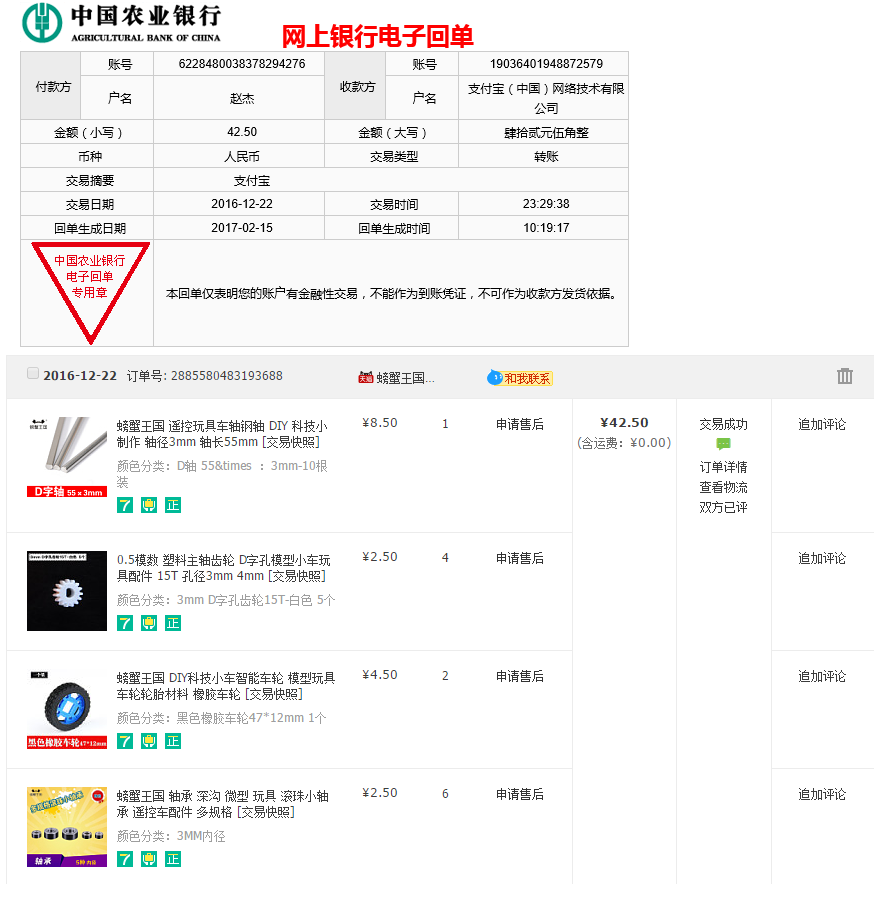 中国农业银行
AGRICULTURAL BANK OF CHINA
网上银行电子回单
付款方 账号 6228480038378294276 收款方 账号 19036401948872579
户名 赵杰 户名 支付宝（中国）网络技术有限公司
金额（小写） 42.50 金额（大写） 肆拾贰元伍角整
币种 人民币 交易类型 转账
交易摘要 支付宝
交易日期 2016-12-22 交易时间 23:29:38
回单生成日期 2017-02-15 回单生成时间 10:19:17
中国农业银行
电子回单
专用章
本回单仅表明您的账户有金融性交易，不能作为到账凭证，不可作为收款方发货依据。
2016-12-22 订单号: 2885580483193688 天猫 螃蟹王国... 和我联系
螃蟹王国 遥控玩具车轴钢轴 DIY 科技小 ¥8.50 1 申请售后 ¥42.50 交易成功 追加评论
制作 轴径3mm 轴长55mm [交易快照] (含运费: ¥0.00)
颜色分类: D轴 55&times ：3mm-10根
装
订单详情
查看物流
双方已评
D字轴 55 x 3mm
7 正
0.5模数 塑料主轴齿轮 D字孔模型小车玩 ¥2.50 4 申请售后 追加评论
具配件 15T 孔径3mm 4mm [交易快照]
颜色分类: 3mm D字孔齿轮15T-白色 5个
7 正
螃蟹王国 DIY科技小车智能车轮 模型玩具 ¥4.50 2 申请售后 追加评论
车轮轮胎材料 橡胶车轮 [交易快照]
颜色分类: 黑色橡胶车轮47*12mm 1个
黑色橡胶车轮47*12mm
7 正
螃蟹王国 轴承 深沟 微型 玩具 滚珠小轴 ¥2.50 6 申请售后 追加评论
承 遥控车配件 多规格 [交易快照]
颜色分类: 3MM内径
轴承
7 正